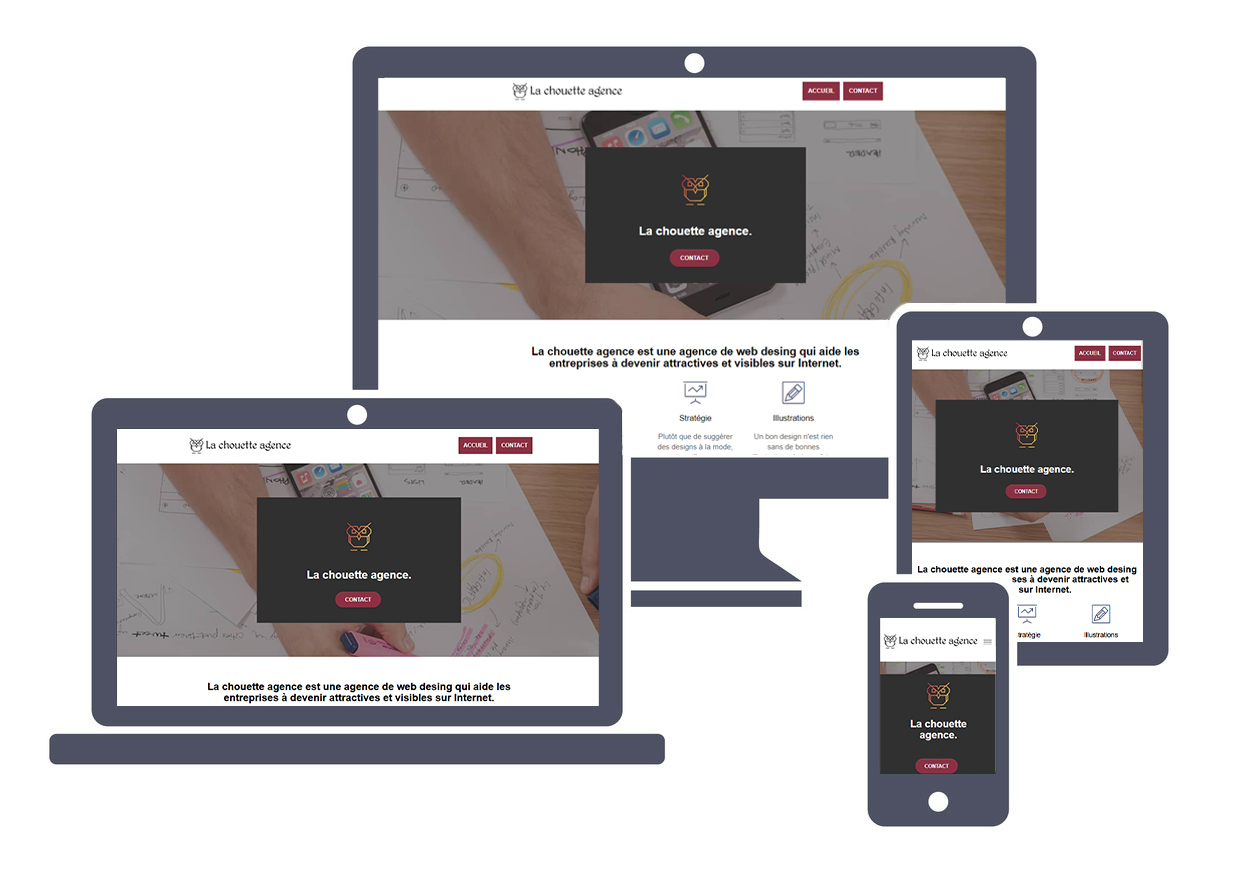 La chouette agence
ACCUEIL
CONTACT
La chouette agence.
CONTACT
La chouette agence est une agence de web desing qui aide les
entreprises à devenir attractives et visibles sur Internet.
Stratégie
Illustrations
Plutôt que de suggérer
des designs à la mode,
Un bon design n'est rien
sans de bonnes
La chouette agence
ACCUEIL
CONTACT
La chouette agence.
CONTACT
La chouette agence est une agence de web desing qui aide les
entreprises à devenir attractives et visibles sur Internet.
La chouette agence
ACCUEIL
CONTACT
La chouette agence.
CONTACT
La chouette agence est une agence de web desing
ses à devenir attractives et
sur Internet.
tratégie
Illustrations
La chouette agence
La chouette
agence.
CONTACT